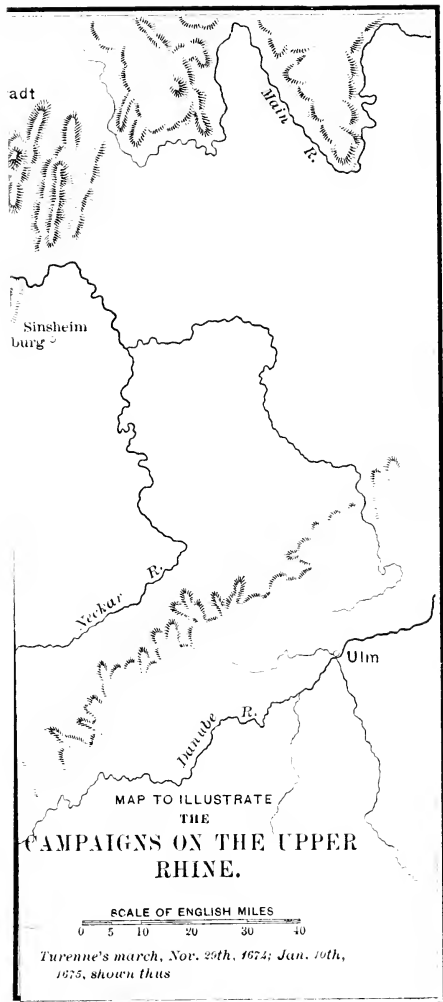 adt
Main
R.
Sinsheim
burg
Neckar R.
Ulm
Danube R.
MAP TO ILLUSTRATE
THE
CAMPAIGNS ON THE UPPER
RHINE.
SCALE OF ENGLISH MILES
0 5 10 20 30 40
Turenne's march, Nov. 29th, 1674; Jan. 10th,
1675, shown thus